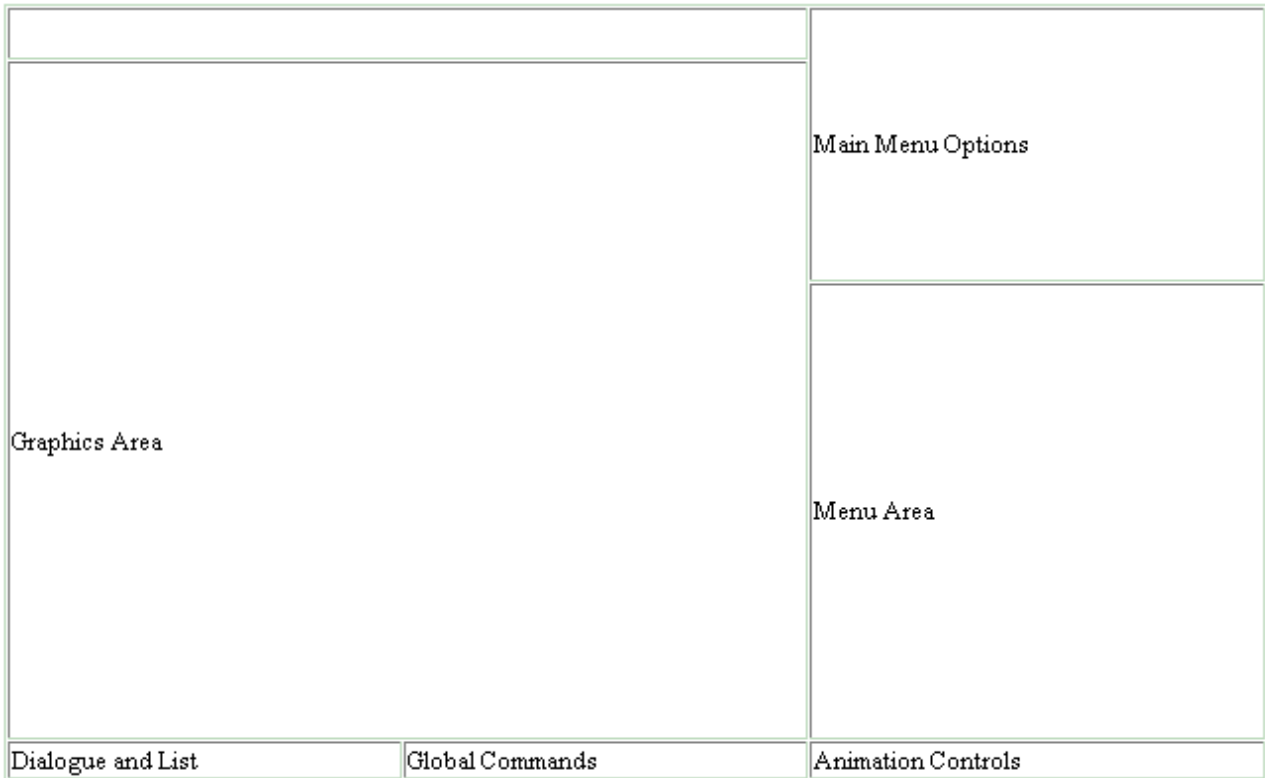 Main Menu Options
Graphics Area
Menu Area
Dialogue and List
Global Commands
Animation Controls